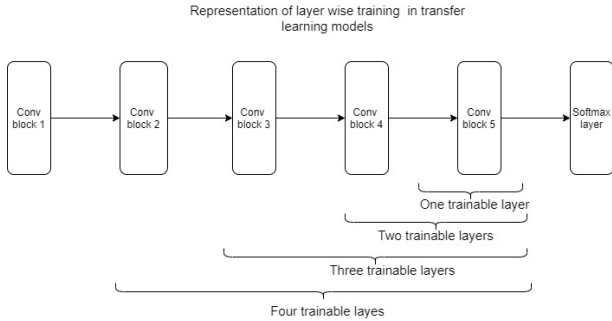 Representation of layer wise training in transfer
learning models
Conv
block 1
Conv
block 2
Conv
block 3
Conv
block 4
Conv
block 5
Softmax
layer
One trainable layer
Two trainable layers
Three trainable layers
Four trainable layes